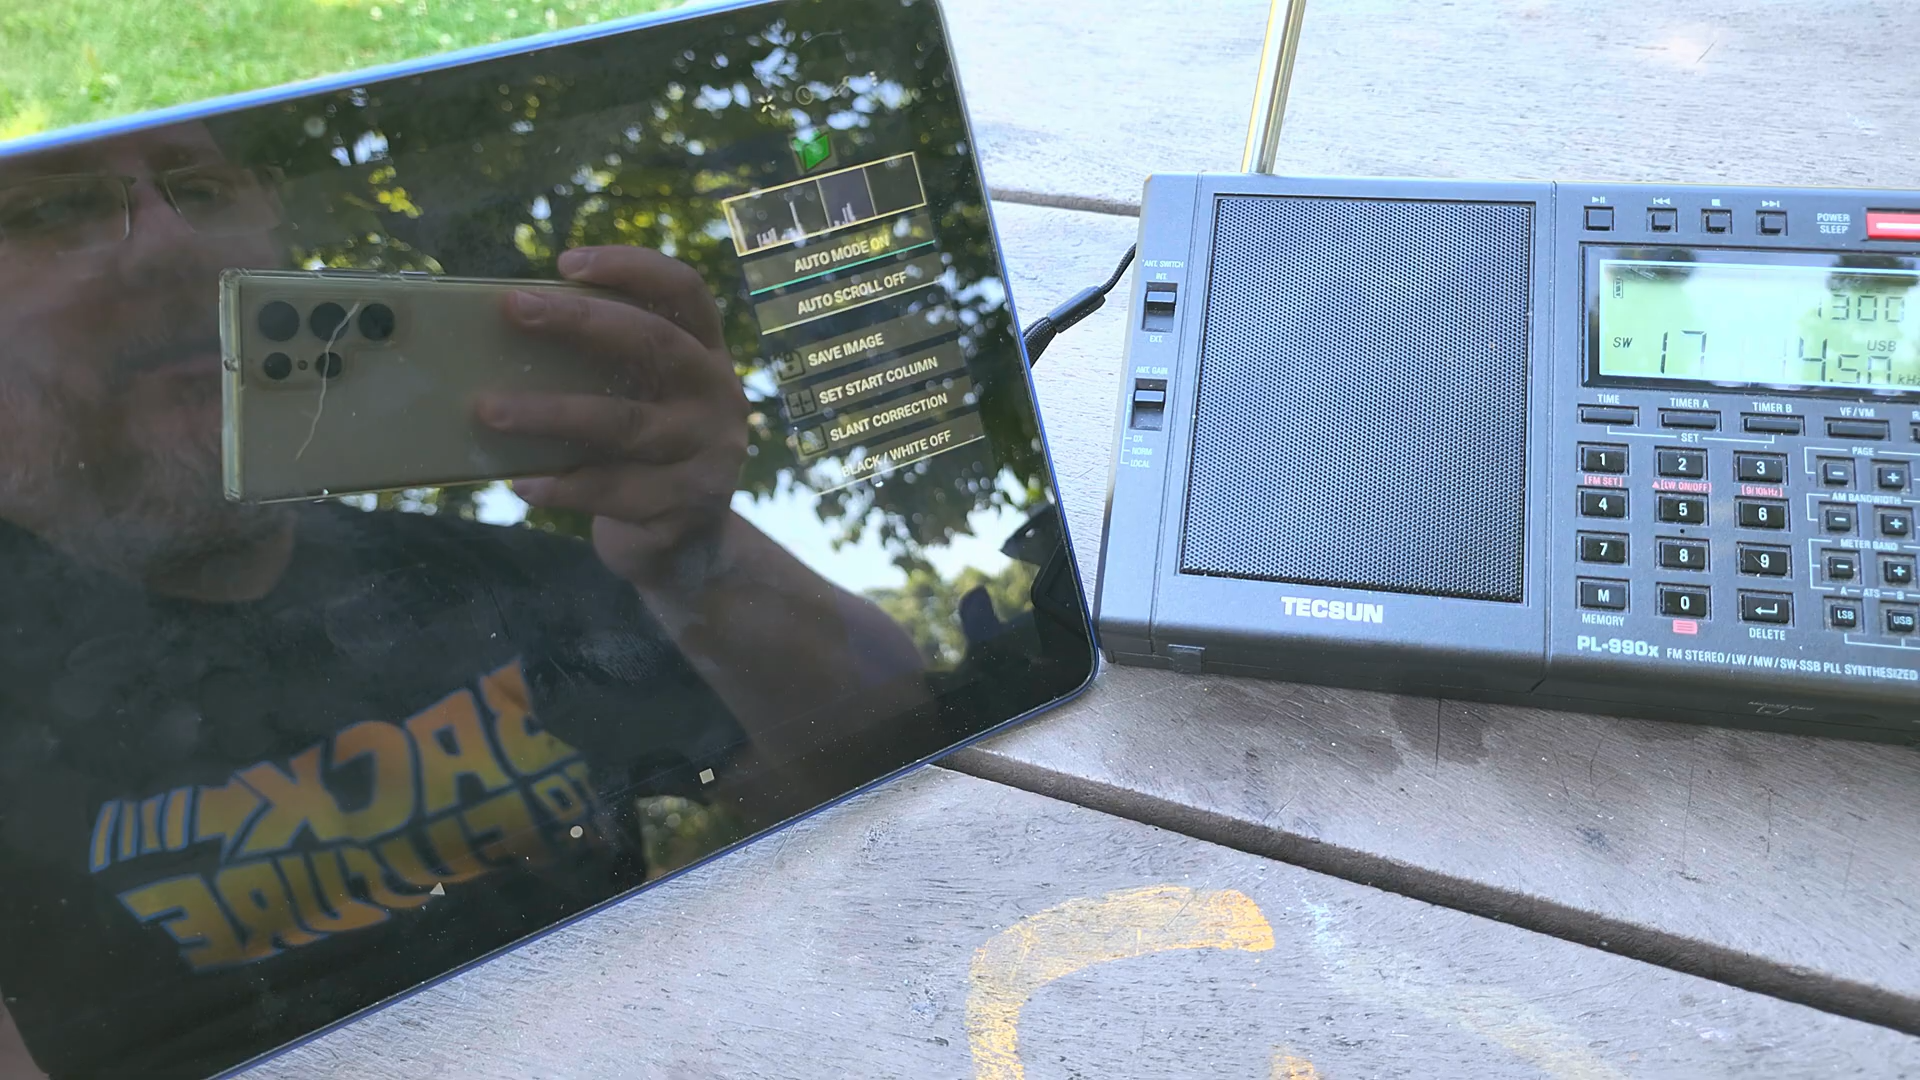 AUTO MODE ON
AUTO SCROLL OFF
SAVE IMAGE
SET START COLUMN
SLANT CORRECTION
BLACK / WHITE OFF
BACK
TO
FUTURE
ANT. SWITCH
INT.
EXT.
ANT. GAIN
DX
NORM
LOCAL
TECSUN
POWER
SLEEP
1300
SW
USB
kHz
TIME
TIMER A
TIMER B
VF / VM
SET
1
2
3
PAGE
[FM SET]
[LW ON/OFF]
[9/10kHz]
4
5
6
AM BANDWIDTH
7
8
9
METER BAND
M
0
A
ATS
B
LSB
USB
MEMORY
DELETE
PL-990x
FM STEREO / LW / MW / SW-SSB PLL SYNTHESIZED